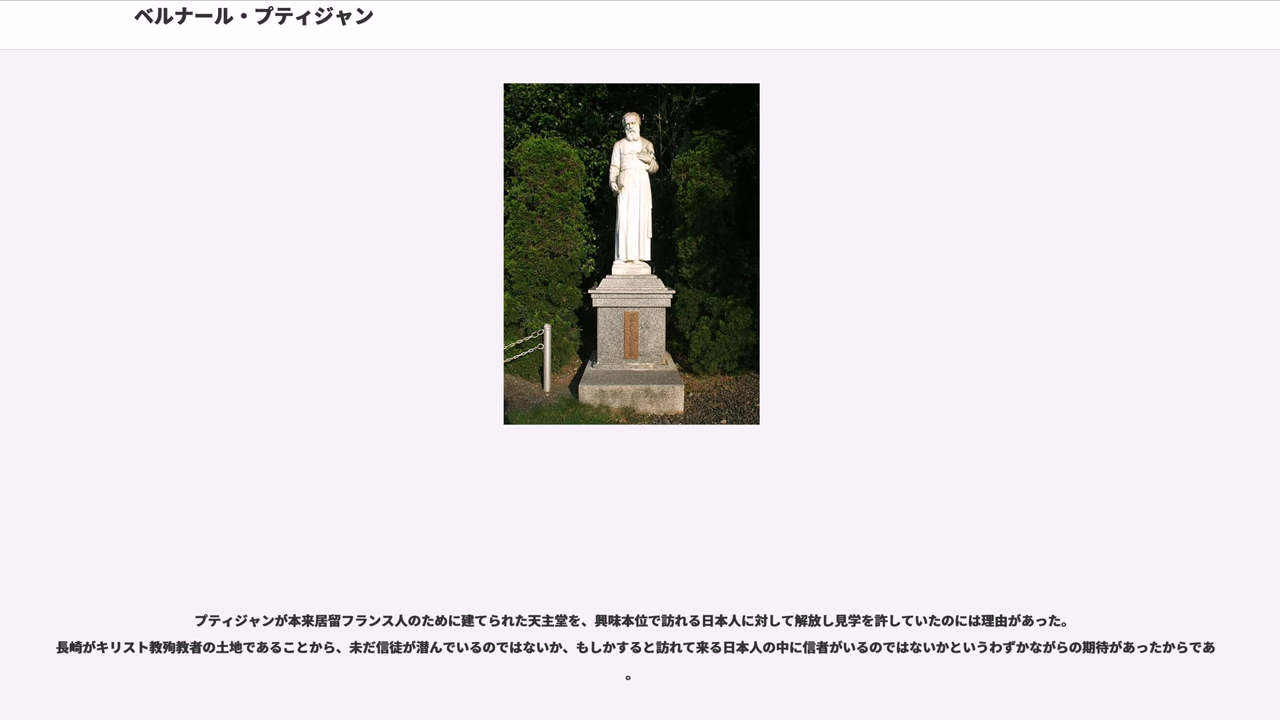 ベルナール・プティジャン
プティジャンが本来居留フランス人のために建てられた天主堂を、興味本位で訪れる日本人に対して解放し見学を許していたのには理由があった。
長崎がキリスト教殉教者の土地であることから、未だ信徒が潜んでいるのではないか、もしかすると訪れて来る日本人の中に信者がいるのではないかというわずかながらの期待があったからであ
。